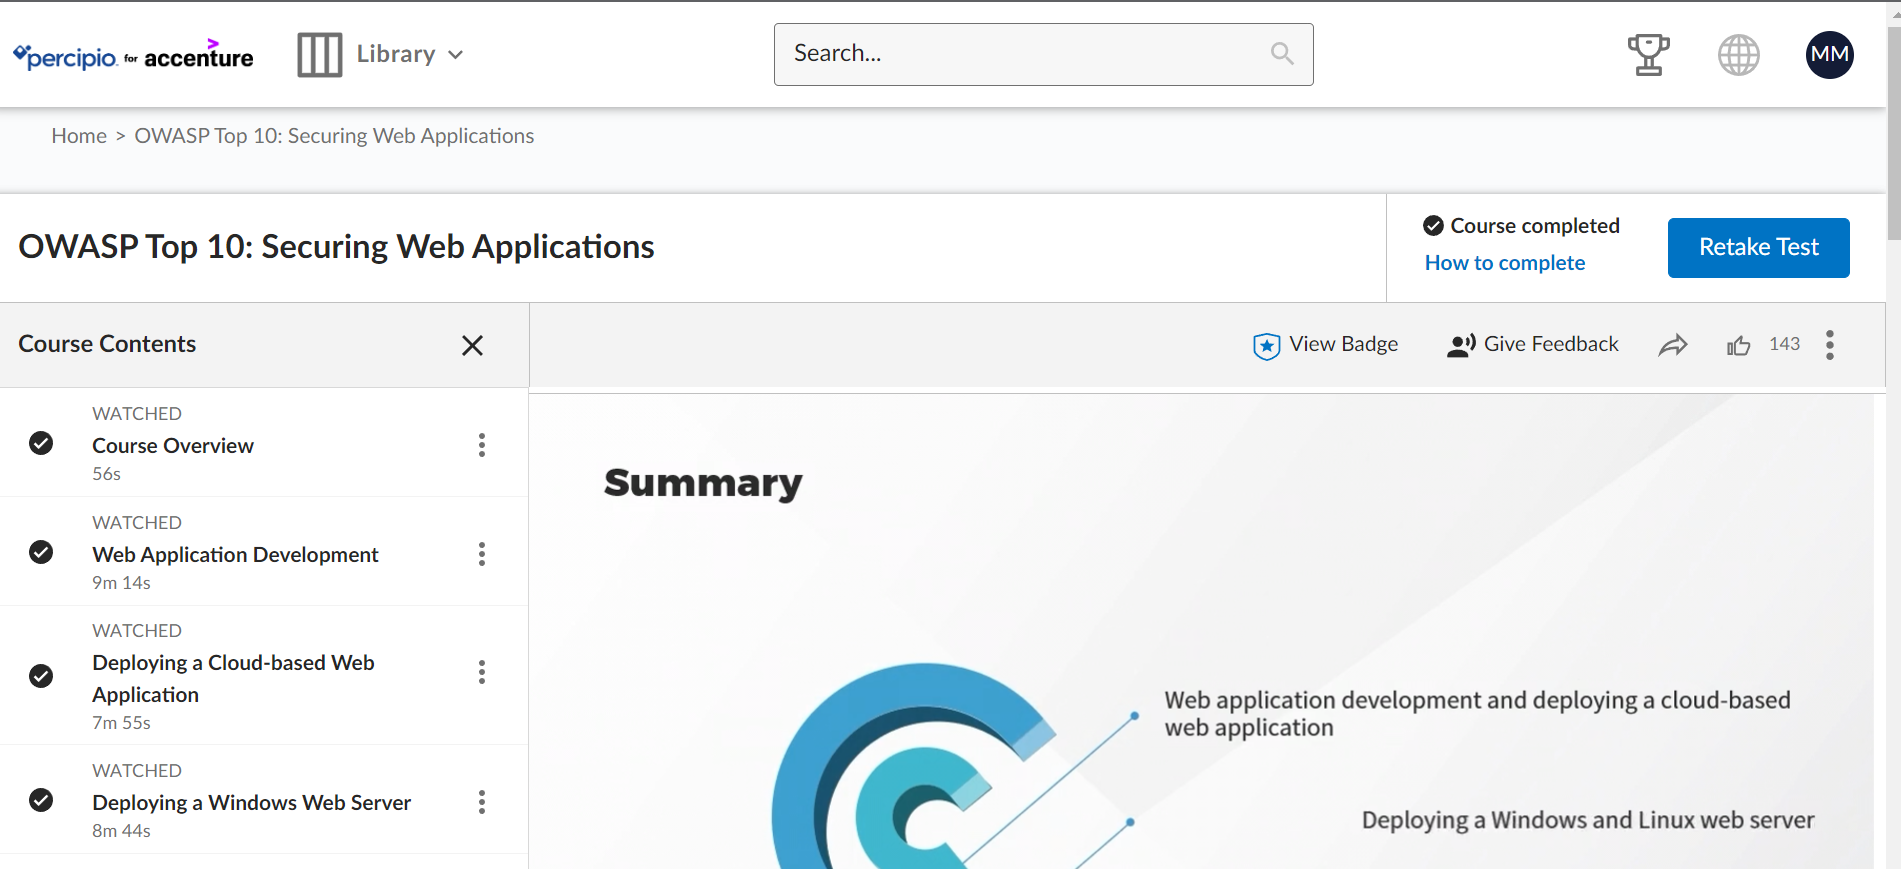 percipio. for accenture
Library
Search...
MM
Home > OWASP Top 10: Securing Web Applications
OWASP Top 10: Securing Web Applications
Course completed
How to complete
Retake Test
Course Contents
View Badge
Give Feedback
143
WATCHED
Course Overview
56s
WATCHED
Web Application Development
9m 14s
WATCHED
Deploying a Cloud-based Web
Application
7m 55s
WATCHED
Deploying a Windows Web Server
8m 44s
Summary
Web application development and deploying a cloud-based
web application
Deploying a Windows and Linux web server